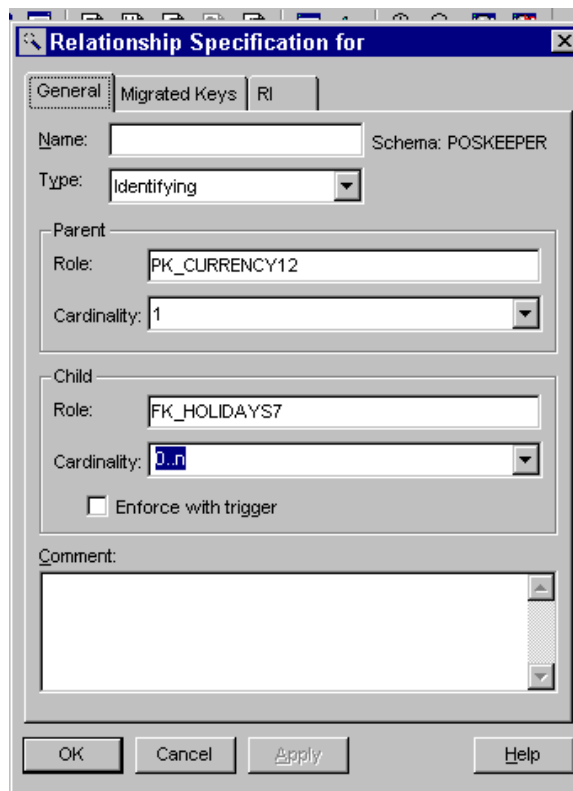 Relationship Specification for
General Migrated Keys RI
Name: Schema: POSKEEPER
Type: Identifying
Parent
Role: PK_CURRENCY12
Cardinality: 1
Child
Role: FK_HOLIDAYS7
Cardinality: 0..n
Enforce with trigger
Comment:
OK Cancel Apply Help